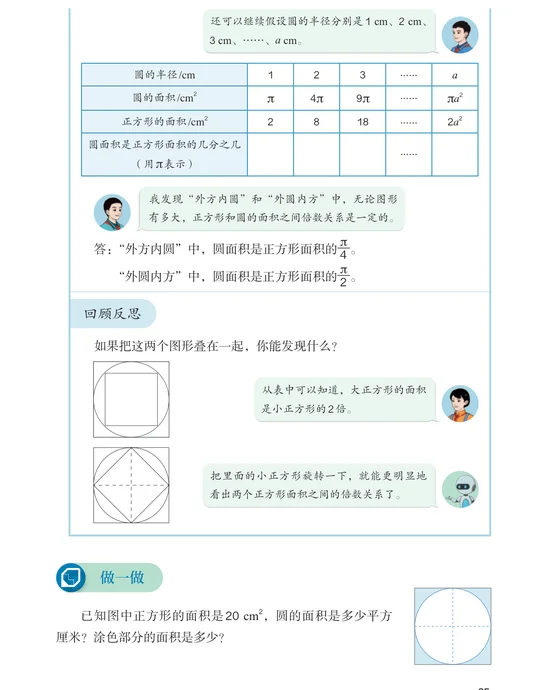 还可以继续假设圆的半径分别是1 cm、2 cm、
3 cm、……、a cm。
圆的半径/cm 1 2 3 …… a
圆的面积/cm² π 4π 9π …… πa²
正方形的面积/cm² 2 8 18 …… 2a²
圆面积是正方形面积的几分之几
（用π表示） ……
我发现“外方内圆”和“外圆内方”中，无论图形
有多大，正方形和圆的面积之间倍数关系是一定的。
答：“外方内圆”中，圆面积是正方形面积的π/4。
“外圆内方”中，圆面积是正方形面积的π/2。
回顾反思
如果把这两个图形叠在一起，你能发现什么？
从表中可以知道，大正方形的面积
是小正方形的2倍。
把里面的小正方形旋转一下，就能更明显地
看出两个正方形面积之间的倍数关系了。
做一做
已知图中正方形的面积是20 cm²，圆的面积是多少平方
厘米？涂色部分的面积是多少？